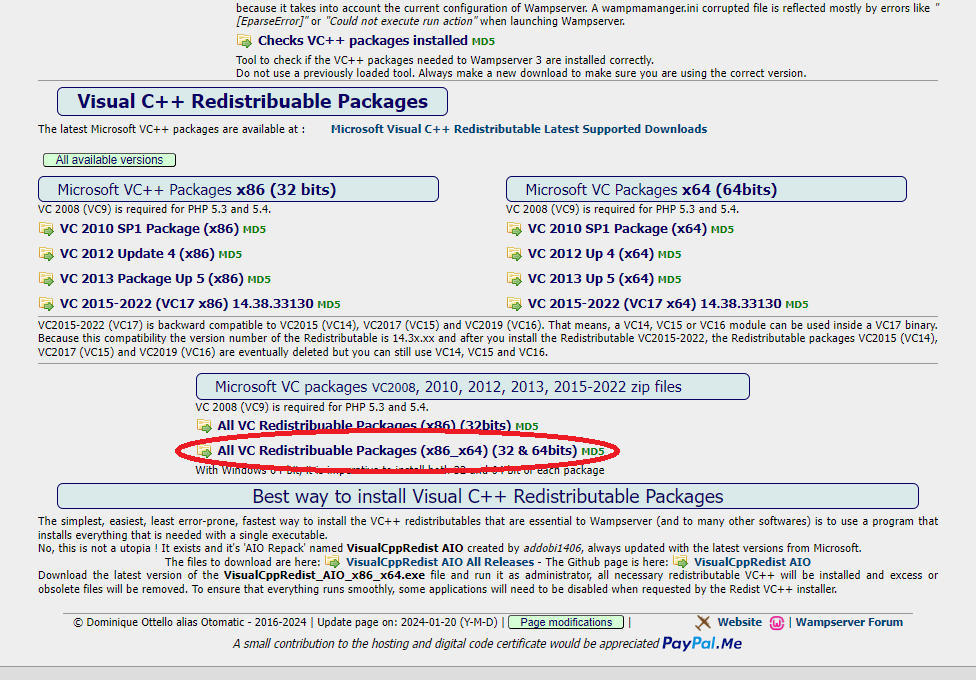 because it takes into account the current configuration of Wampserver. A wampmamanger.ini corrupted file is reflected mostly by errors like "
[EparseError]" or "Could not execute run action" when launching Wampserver.
Checks VC++ packages installed MD5
Tool to check if the VC++ packages needed to Wampserver 3 are installed correctly.
Do not use a previously loaded tool. Always make a new download to make sure you are using the correct version.
Visual C++ Redistribuable Packages
The latest Microsoft VC++ packages are available at : Microsoft Visual C++ Redistributable Latest Supported Downloads
All available versions
Microsoft VC++ Packages x86 (32 bits)
VC 2008 (VC9) is required for PHP 5.3 and 5.4.
VC 2010 SP1 Package (x86) MD5
VC 2012 Update 4 (x86) MD5
VC 2013 Package Up 5 (x86) MD5
VC 2015-2022 (VC17 x86) 14.38.33130 MD5
Microsoft VC Packages x64 (64bits)
VC 2008 (VC9) is required for PHP 5.3 and 5.4.
VC 2010 SP1 Package (x64) MD5
VC 2012 Up 4 (x64) MD5
VC 2013 Up 5 (x64) MD5
VC 2015-2022 (VC17 x64) 14.38.33130 MD5
VC2015-2022 (VC17) is backward compatible to VC2015 (VC14), VC2017 (VC15) and VC2019 (VC16). That means, a VC14, VC15 or VC16 module can be used inside a VC17 binary.
Because this compatibility the version number of the Redistributable is 14.3x.xx and after you install the Redistributable VC2015-2022, the Redistributable packages VC2015 (VC14),
VC2017 (VC15) and VC2019 (VC16) are eventually deleted but you can still use VC14, VC15 and VC16.
Microsoft VC packages VC2008, 2010, 2012, 2013, 2015-2022 zip files
VC 2008 (VC9) is required for PHP 5.3 and 5.4.
All VC Redistribuable Packages (x86) (32bits) MD5
All VC Redistribuable Packages (x86_x64) (32 & 64bits) MD5
With Windows 64-bit, it is imperative to install both 32 and 64 bit of each package
Best way to install Visual C++ Redistributable Packages
The simplest, easiest, least error-prone, fastest way to install the VC++ redistributables that are essential to Wampserver (and to many other softwares) is to use a program that
installs everything that is needed with a single executable.
No, this is not a utopia ! It exists and it's 'AIO Repack' named VisualCppRedist AIO created by addobi1406, always updated with the latest versions from Microsoft.
The files to download are here: VisualCppRedist AIO All Releases - The Github page is here: VisualCppRedist AIO
Download the latest version of the VisualCppRedist_AIO_x86_x64.exe file and run it as administrator, all necessary redistributable VC++ will be installed and excess or
obsolete files will be removed. To ensure that everything runs smoothly, some applications will need to be disabled when requested by the Redist VC++ installer.
© Dominique Ottello alias Otomatic - 2016-2024 | Update page on: 2024-01-20 (Y-M-D) | Page modifications | Website | Wampserver Forum
A small contribution to the hosting and digital code certificate would be appreciated PayPal.Me